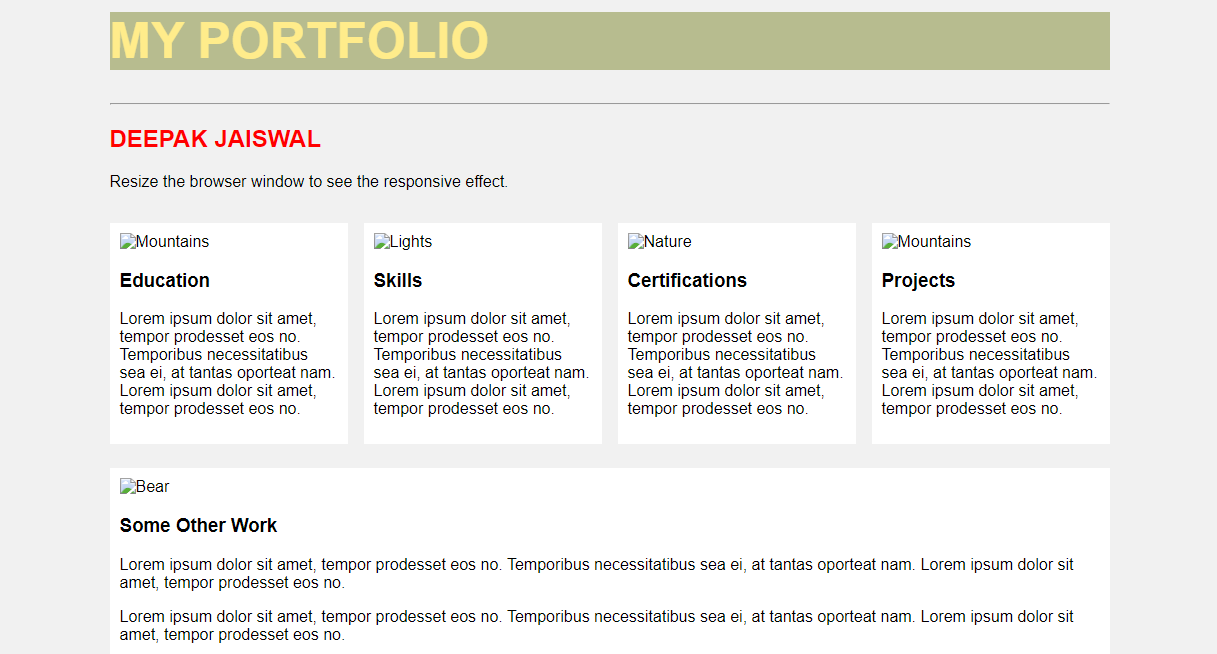 MY PORTFOLIO
DEEPAK JAISWAL
Resize the browser window to see the responsive effect.
Mountains
Education
Lorem ipsum dolor sit amet,
tempor prodesset eos no.
Temporibus necessitatibus
sea ei, at tantas oporteat nam.
Lorem ipsum dolor sit amet,
tempor prodesset eos no.
Lights
Skills
Lorem ipsum dolor sit amet,
tempor prodesset eos no.
Temporibus necessitatibus
sea ei, at tantas oporteat nam.
Lorem ipsum dolor sit amet,
tempor prodesset eos no.
Nature
Certifications
Lorem ipsum dolor sit amet,
tempor prodesset eos no.
Temporibus necessitatibus
sea ei, at tantas oporteat nam.
Lorem ipsum dolor sit amet,
tempor prodesset eos no.
Mountains
Projects
Lorem ipsum dolor sit amet,
tempor prodesset eos no.
Temporibus necessitatibus
sea ei, at tantas oporteat nam.
Lorem ipsum dolor sit amet,
tempor prodesset eos no.
Bear
Some Other Work
Lorem ipsum dolor sit amet, tempor prodesset eos no. Temporibus necessitatibus sea ei, at tantas oporteat nam. Lorem ipsum dolor sit
amet, tempor prodesset eos no.
Lorem ipsum dolor sit amet, tempor prodesset eos no. Temporibus necessitatibus sea ei, at tantas oporteat nam. Lorem ipsum dolor sit
amet, tempor prodesset eos no.